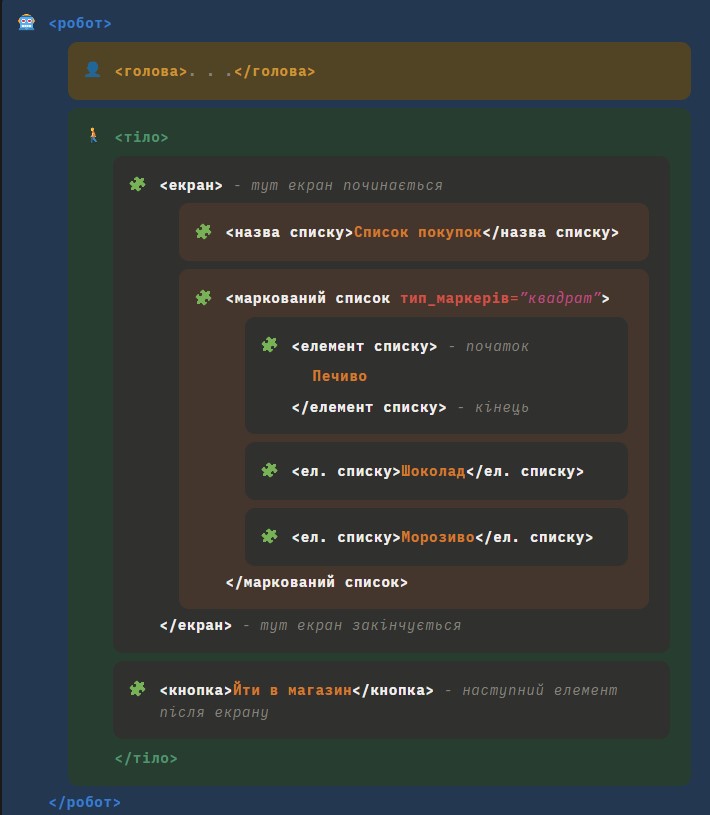 <робот>
<голова>. . .</голова>
<тіло>
<екран> - тут екран починається
<назва списку>Список покупок</назва списку>
<маркований список тип_маркерів="квадрат">
<елемент списку> - початок
Печиво
</елемент списку> - кінець
<ел. списку>Шоколад</ел. списку>
<ел. списку>Морозиво</ел. списку>
</маркований список>
</екран> - тут екран закінчується
<кнопка>Йти в магазин</кнопка> - наступний елемент
після екрану
</тіло>
</робот>